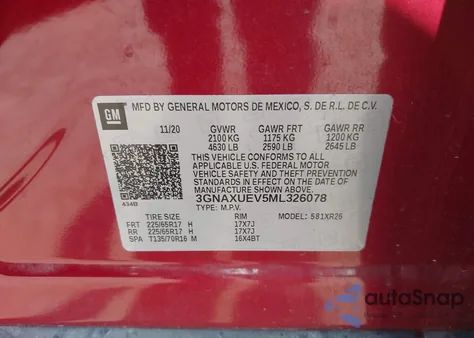 GM
MFD BY GENERAL MOTORS DE MEXICO, S. DE R.L. DE C.V.
11/20 GVWR GAWR FRT GAWR RR
2100 KG 1175 KG 1200 KG
4630 LB 2590 LB 2645 LB
THIS VEHICLE CONFORMS TO ALL
APPLICABLE U.S. FEDERAL MOTOR
VEHICLE SAFETY AND THEFT PREVENTION
STANDARDS IN EFFECT ON THE DATE OF
MANUFACTURE SHOWN ABOVE.
434B 3GNAXUEV5ML326078
TYPE: M.P.V.
TIRE SIZE RIM MODEL: 581XR26
FRT 225/65R17 H 17X7J
RR 225/65R17 H 17X7J
SPA T135/70R16 M 16X4BT
autoSnap